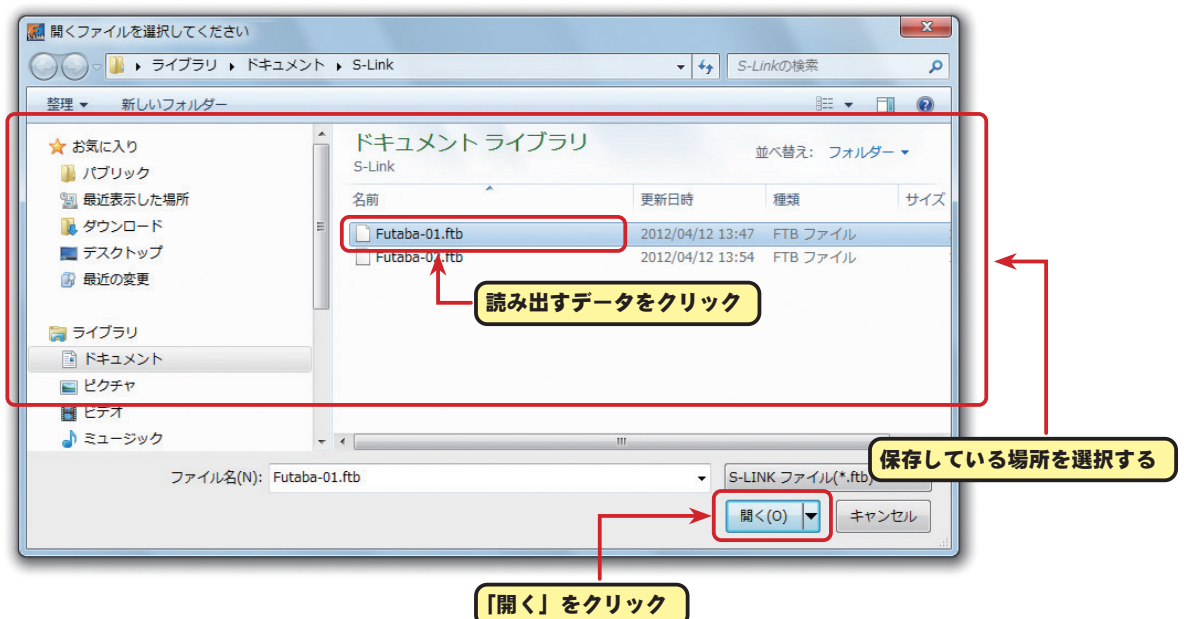 開くファイルを選択してください
ライブラリ ▸ ドキュメント ▸ S-Link
S-Linkの検索
整理
新しいフォルダー
お気に入り
パブリック
最近表示した場所
ダウンロード
デスクトップ
最近の変更
ライブラリ
ドキュメント
ピクチャ
ビデオ
ミュージック
ドキュメント ライブラリ
S-Link
並べ替え: フォルダー
名前 更新日時 種類 サイズ
Futaba-01.ftb 2012/04/12 13:47 FTB ファイル
2012/04/12 13:54 FTB ファイル
読み出すデータをクリック
保存している場所を選択する
ファイル名(N): Futaba-01.ftb
S-LINK ファイル(*.ftb)
開く(O)
キャンセル
「開く」をクリック